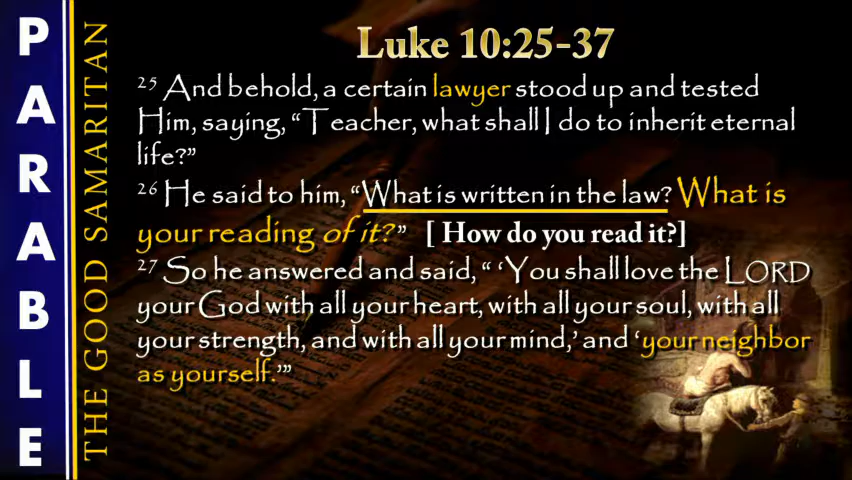 PARABLE
THE GOOD SAMARITAN
Luke 10:25-37
25 And behold, a certain lawyer stood up and tested
Him, saying, “Teacher, what shall I do to inherit eternal
life?”
26 He said to him, “What is written in the law? What is
your reading of it?” [ How do you read it?]
27 So he answered and said, “ ‘You shall love the LORD
your God with all your heart, with all your soul, with all
your strength, and with all your mind,’ and ‘your neighbor
as yourself.’”